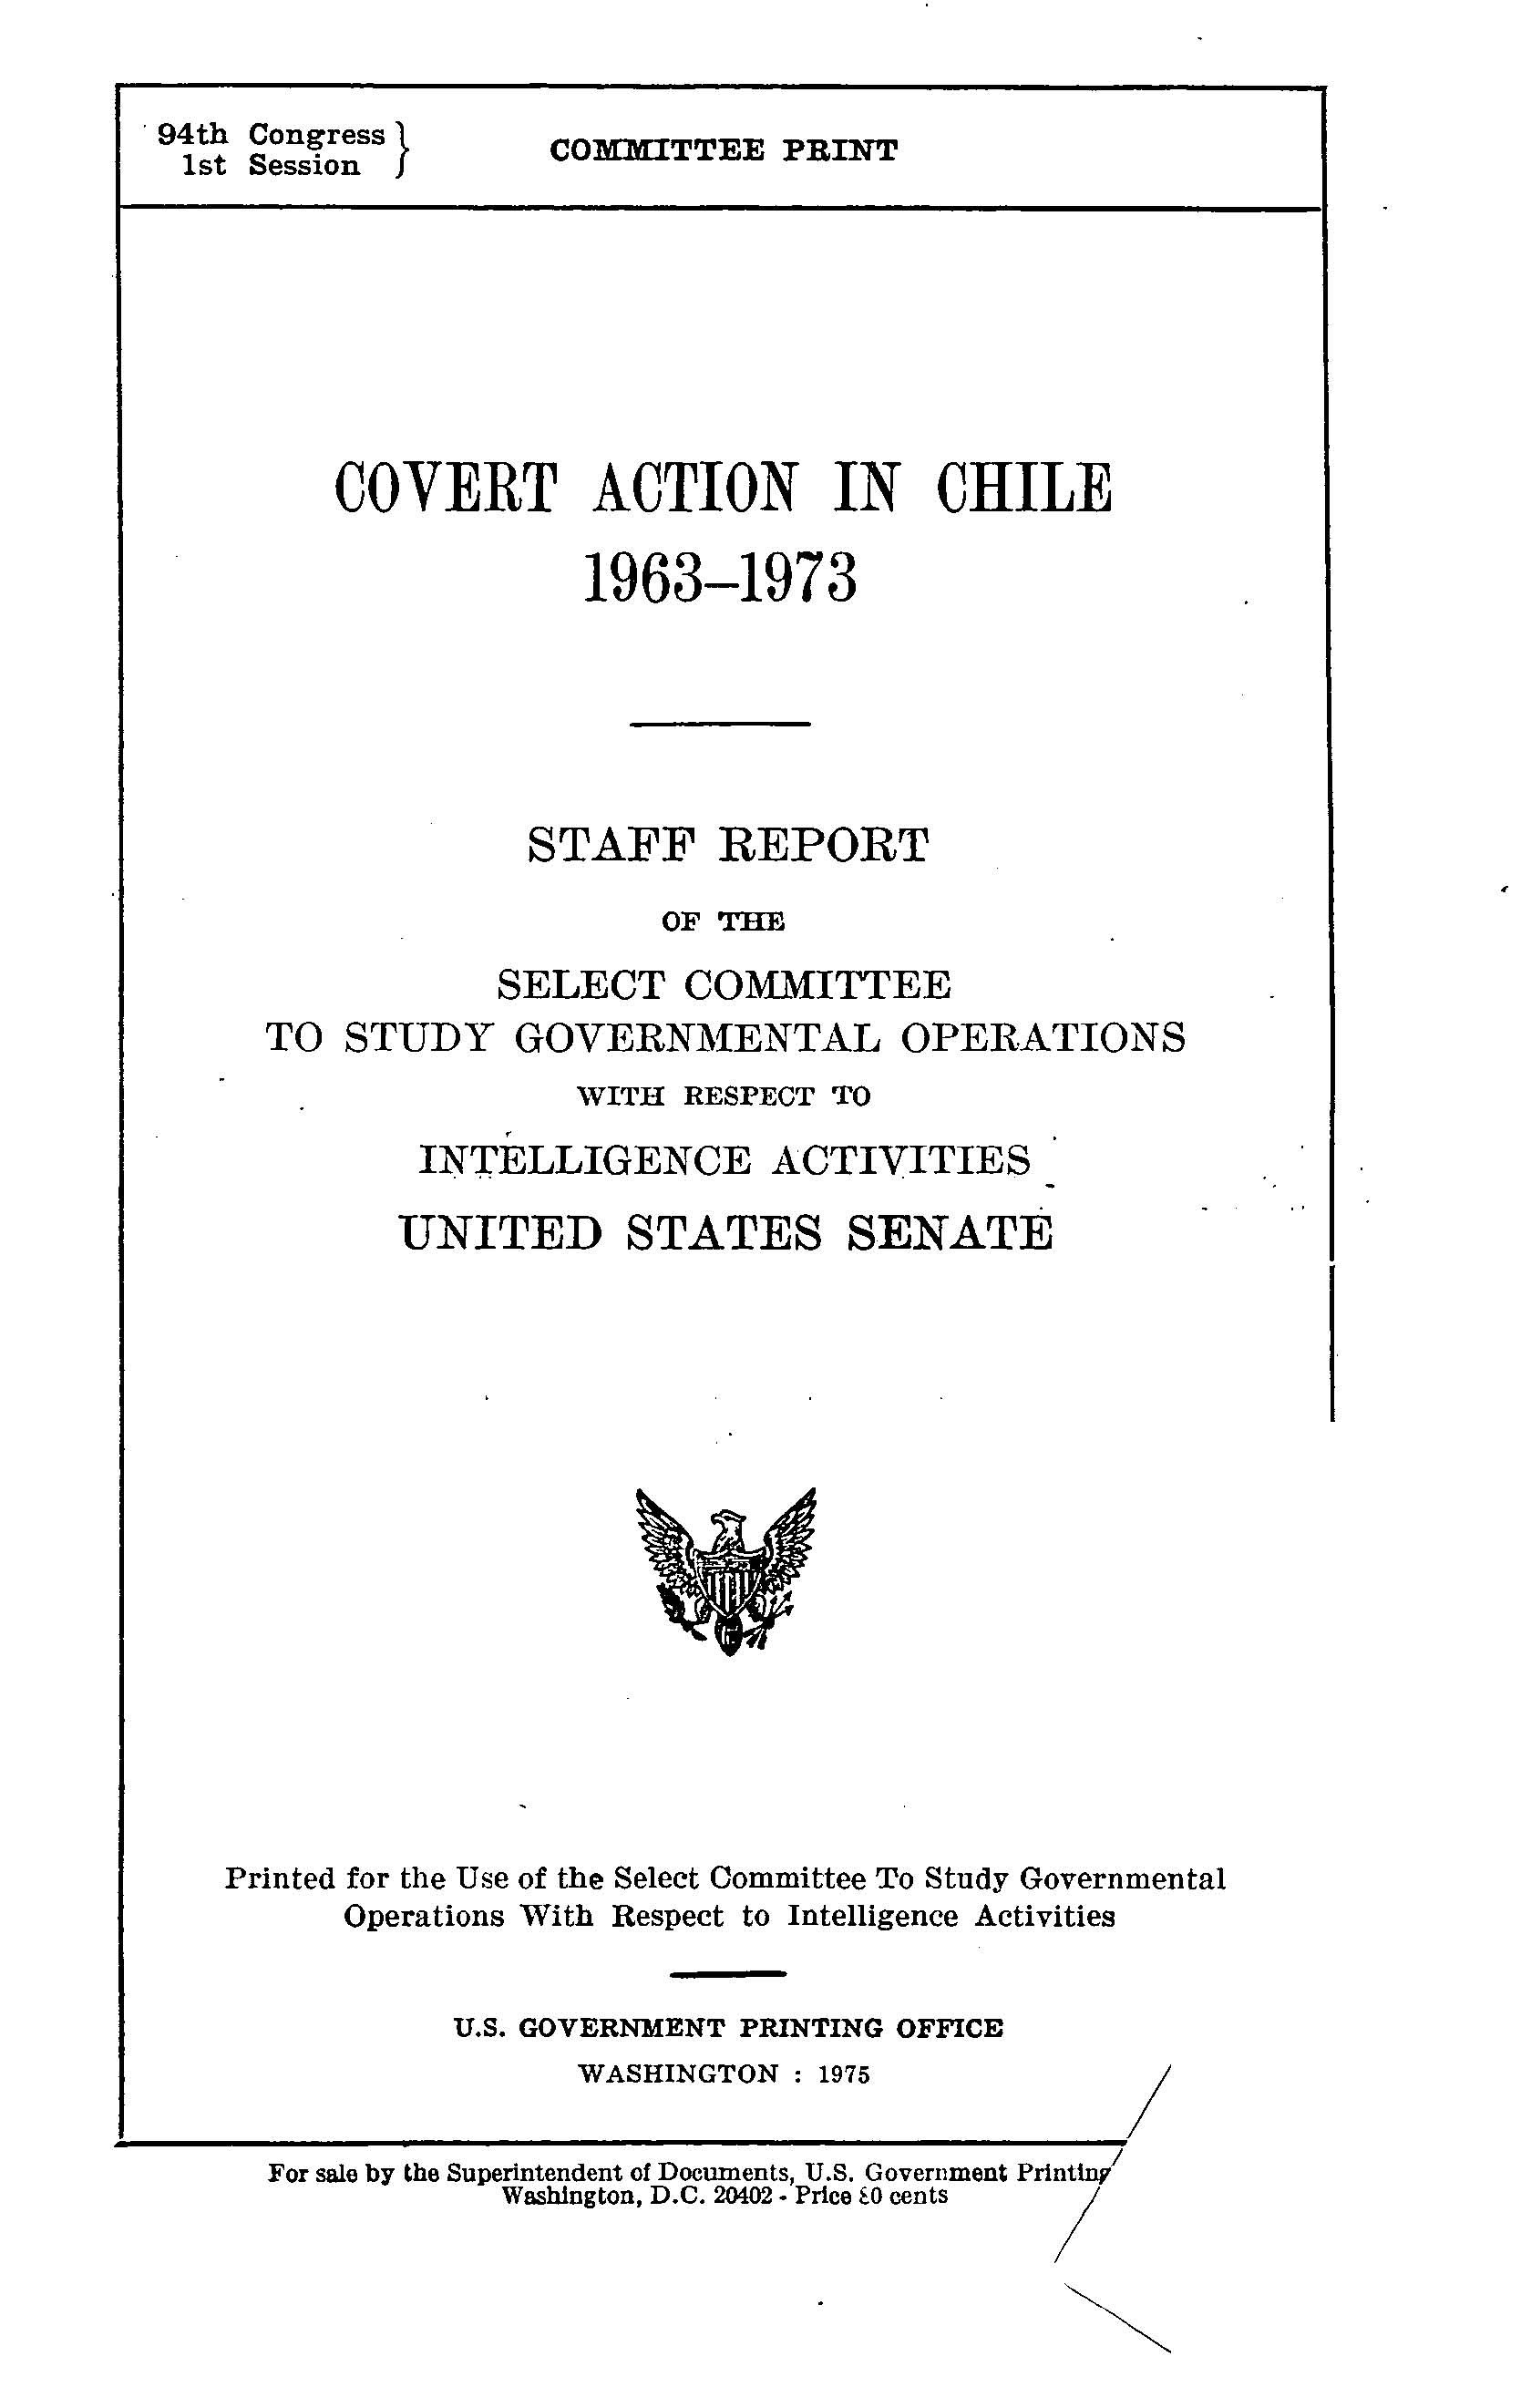 94th Congress
1st Session
COMMITTEE PRINT
COVERT ACTION IN CHILE
1963–1973
STAFF REPORT
OF THE
SELECT COMMITTEE
TO STUDY GOVERNMENTAL OPERATIONS
WITH RESPECT TO
INTELLIGENCE ACTIVITIES
UNITED STATES SENATE
Printed for the Use of the Select Committee To Study Governmental
Operations With Respect to Intelligence Activities
U.S. GOVERNMENT PRINTING OFFICE
WASHINGTON : 1975
For sale by the Superintendent of Documents, U.S. Government Printing
Washington, D.C. 20402 - Price cents